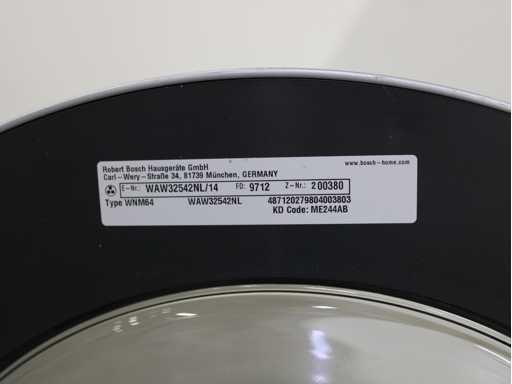 Robert Bosch Hausgeräte GmbH www.bosch-home.com
Carl-Wery-Straße 34, 81739 München, GERMANY
E-Nr.: WAW32542NL/14 FD: 9712 Z-Nr.: 200380
Type WNM64 WAW32542NL 487120279804003803
KD Code: ME244AB